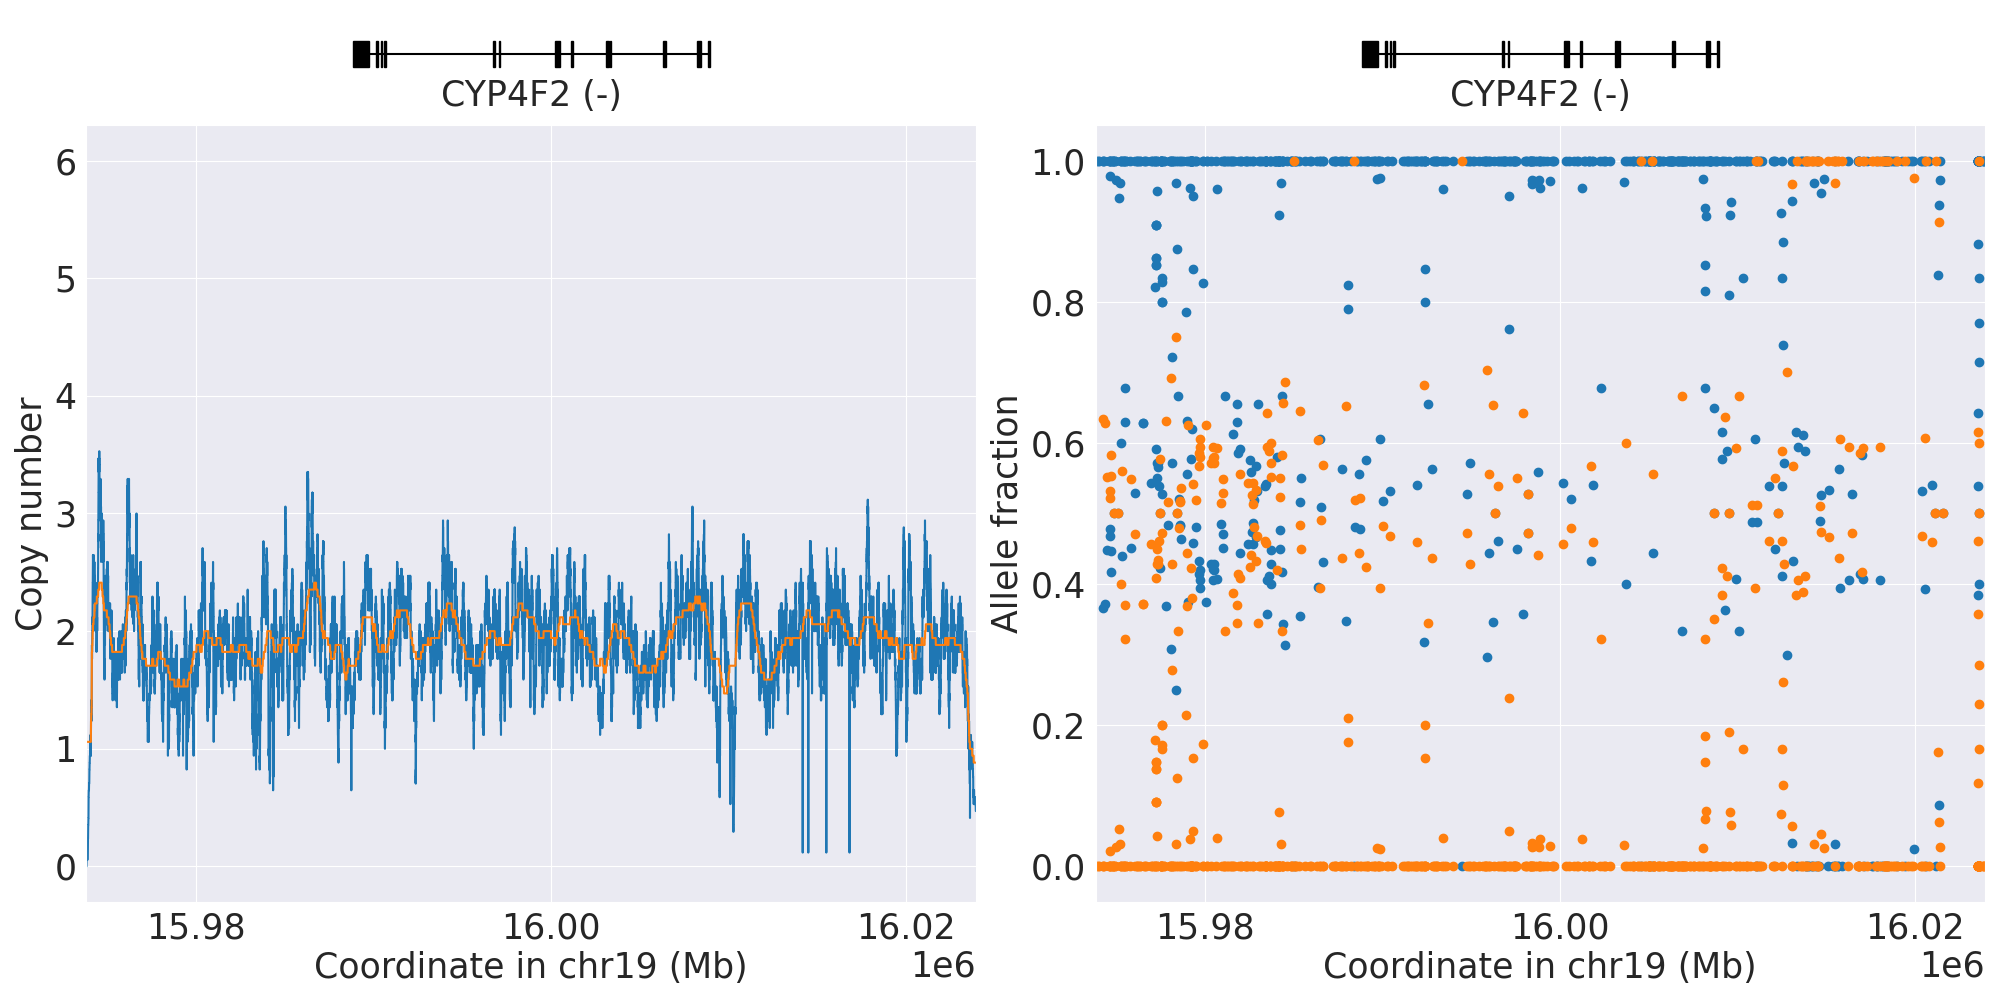 CYP4F2 (-)
6
5
4
3
2
1
0
Copy number
15.98
16.00
16.02
Coordinate in chr19 (Mb)
1e6
CYP4F2 (-)
1.0
0.8
0.6
0.4
0.2
0.0
Allele fraction
15.98
16.00
16.02
Coordinate in chr19 (Mb)
1e6